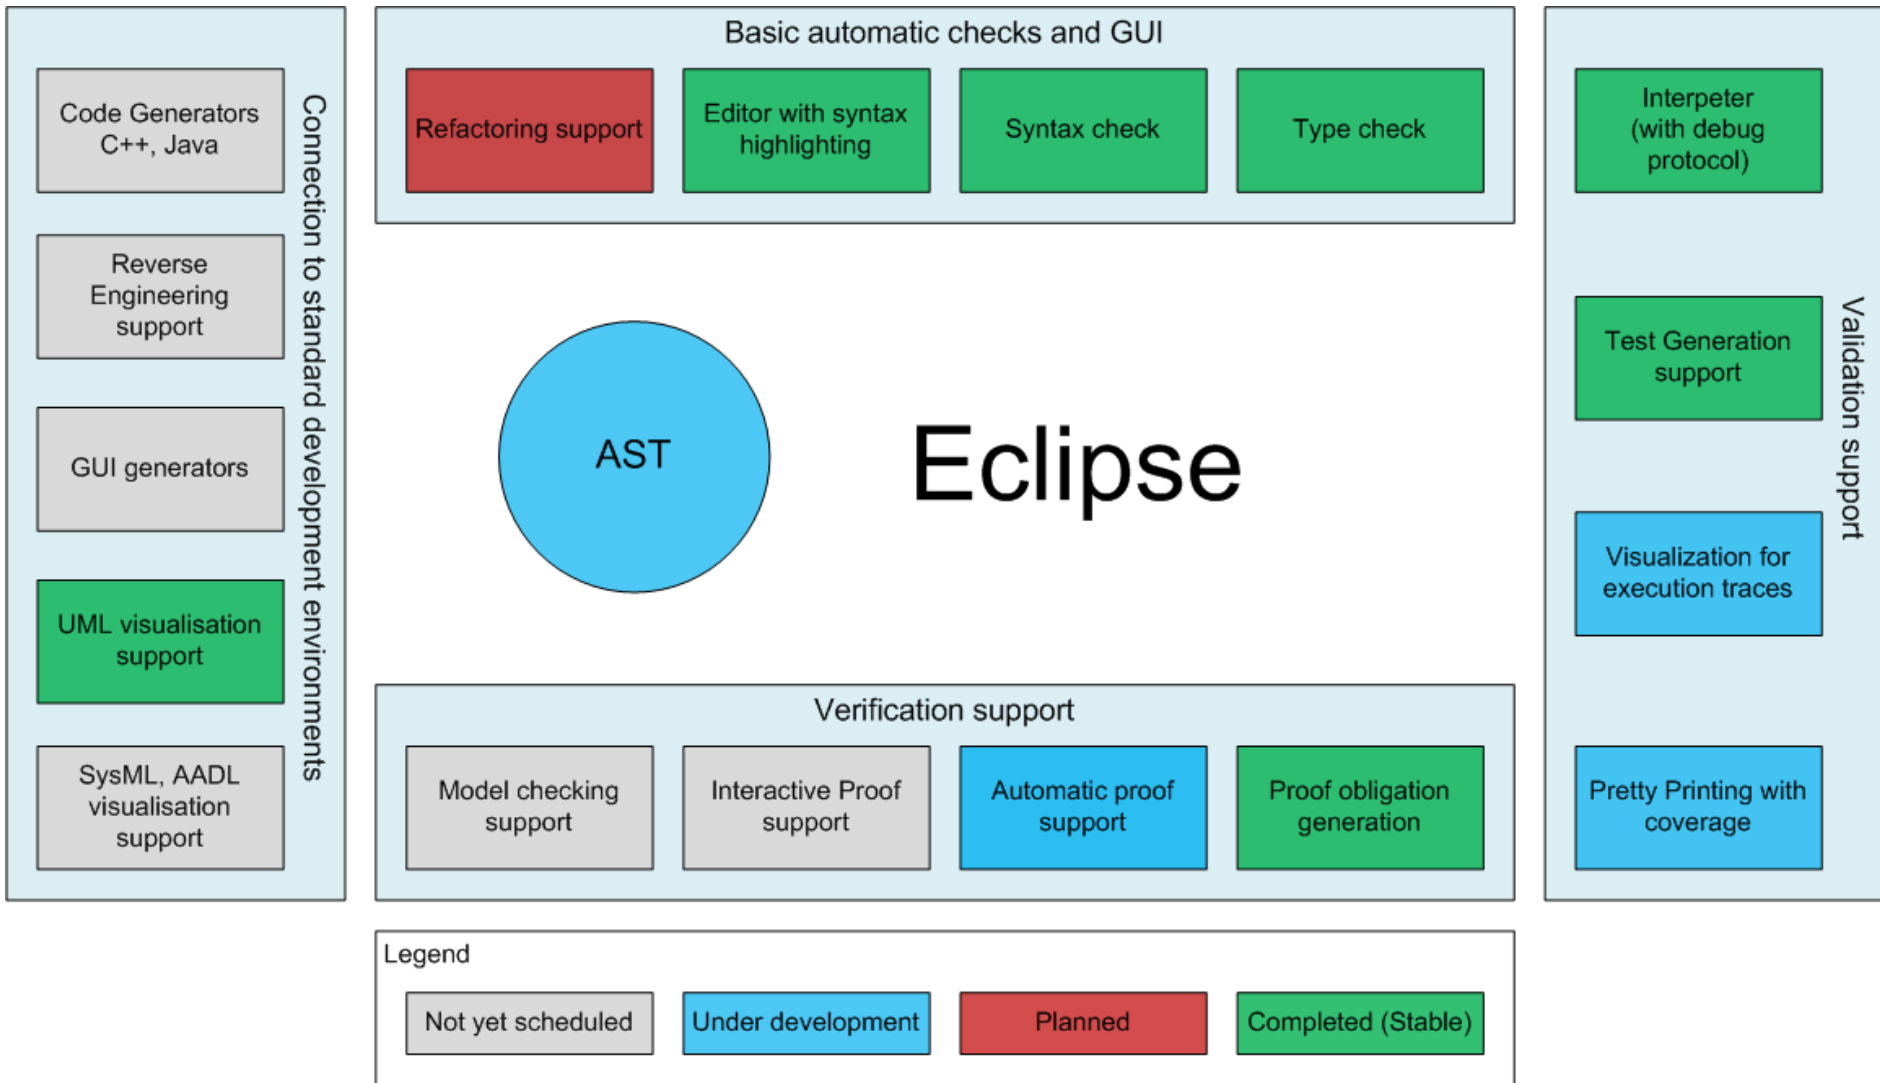 Code Generators
C++, Java
Reverse
Engineering
support
GUI generators
UML visualisation
support
SysML, AADL
visualisation
support
Connection to standard development environments
Basic automatic checks and GUI
Refactoring support
Editor with syntax
highlighting
Syntax check
Type check
AST
Eclipse
Verification support
Model checking
support
Interactive Proof
support
Automatic proof
support
Proof obligation
generation
Interpeter
(with debug
protocol)
Test Generation
support
Visualization for
execution traces
Pretty Printing with
coverage
Validation support
Legend
Not yet scheduled
Under development
Planned
Completed (Stable)